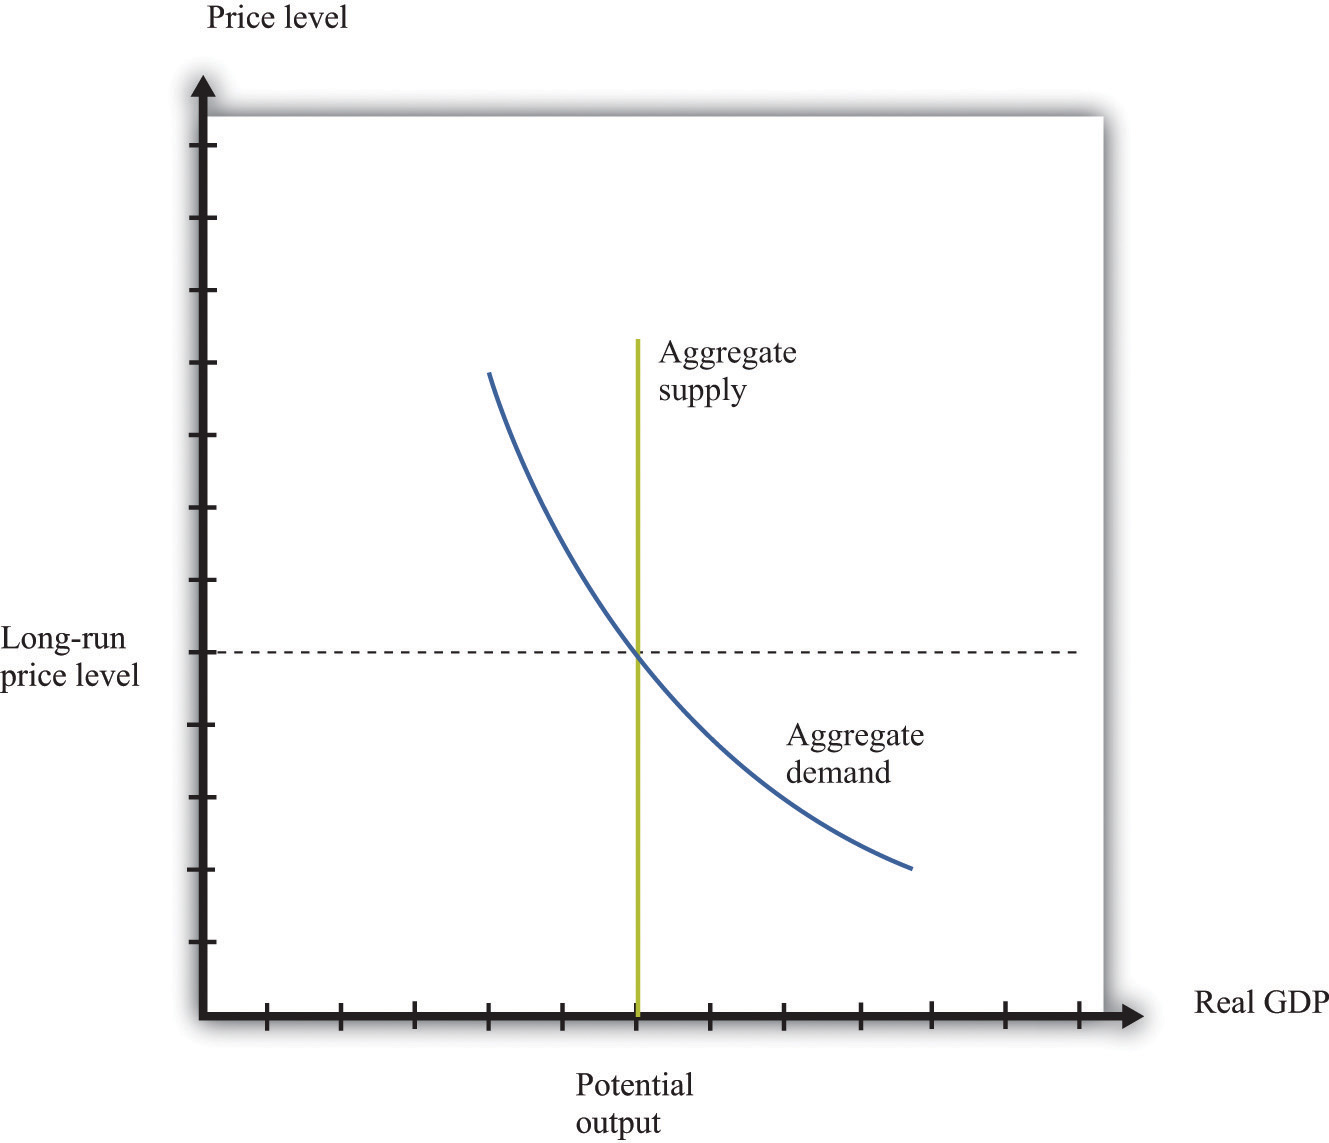 Price level
Aggregate
supply
Long-run
price level
Aggregate
demand
Real GDP
Potential
output